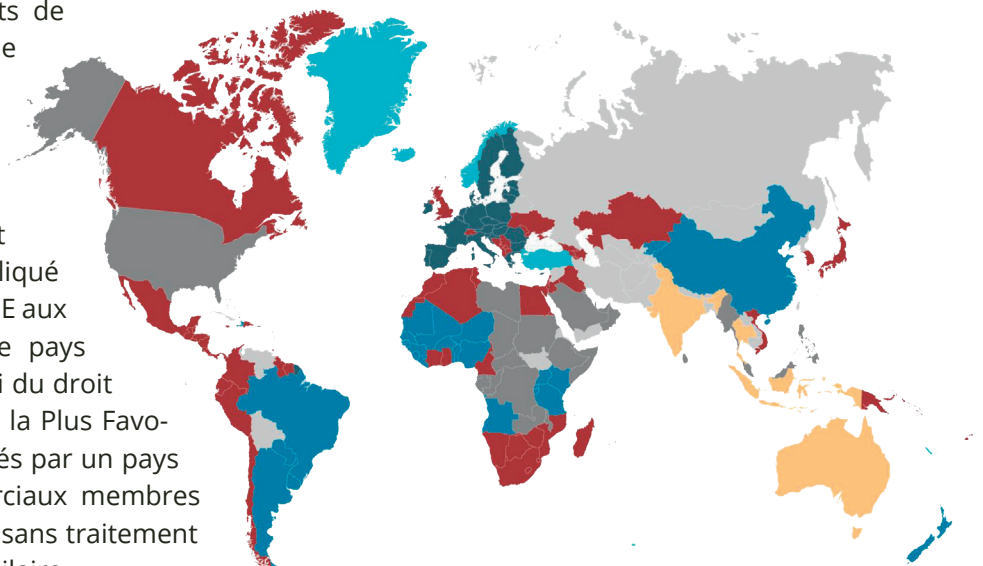 ts de
e
t
liqué
E aux
e pays
i du droit
la Plus Favo-
és par un pays
rciaux membres
sans traitement